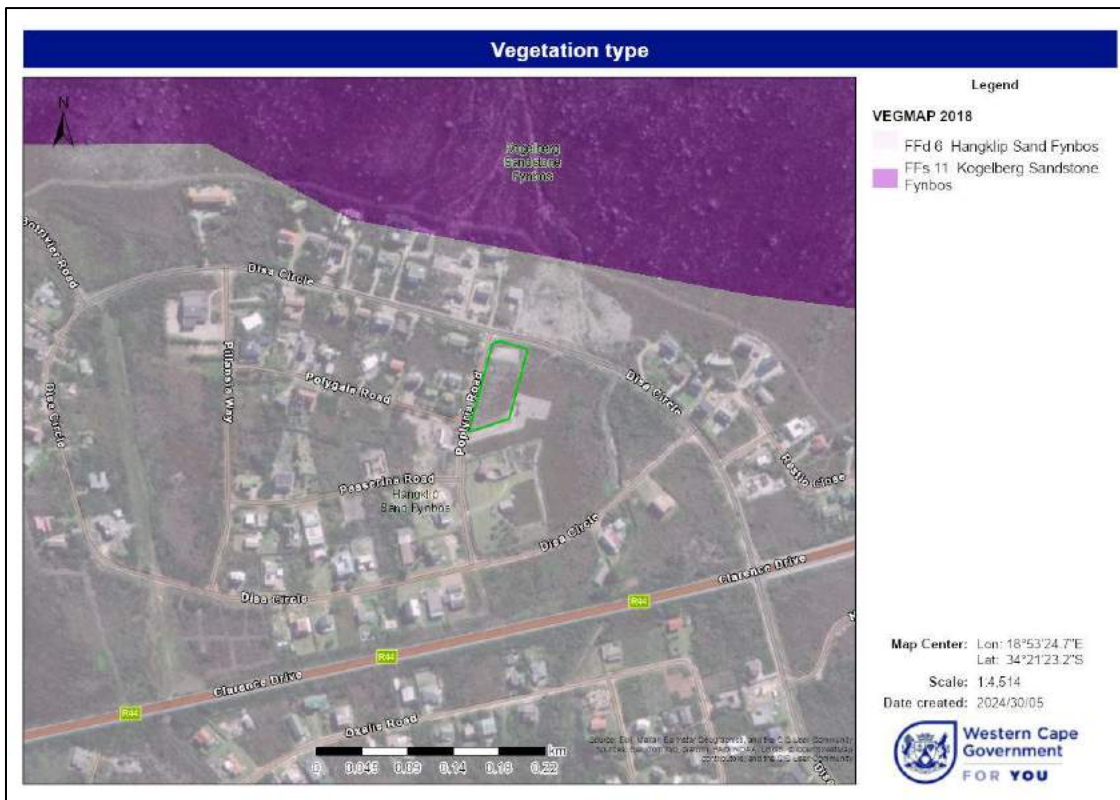 Vegetation type
Legend
VEGMAP 2018
FFd 6 Hangklip Sand Fynbos
FFs 11 Kogelberg Sandstone
Fynbos
N
Kogelberg
Sandstone
Fynbos
Disa Circle
Pillansia Way
Polygala Road
Poplyria Road
Disa Circle
Disa Circle
Restio Close
Passerina Road
Hangklip
Sand Fynbos
Disa Circle
Disa Circle
Clarence Drive
R44
R44
Clarence Drive
R44
Oxalis Road
km
0 0.045 0.09 0.14 0.18 0.22
Map Center: Lon: 18°53'24.7"E
Lat: 34°21'23.2"S
Scale: 1:4,514
Date created: 2024/30/05
Western Cape
Government
FOR YOU